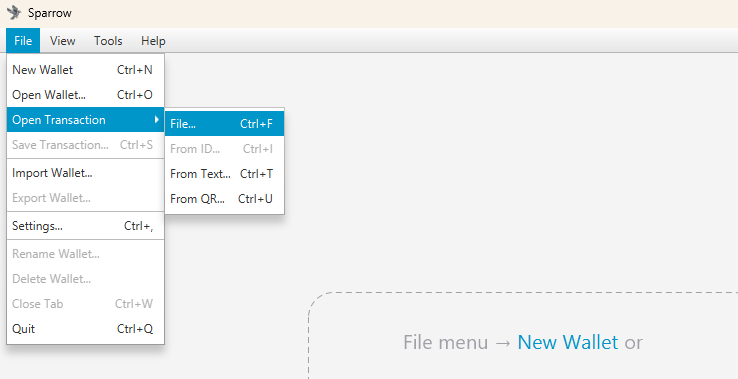 Sparrow
File View Tools Help
New Wallet Ctrl+N
Open Wallet... Ctrl+O
Open Transaction
File... Ctrl+F
Save Transaction... Ctrl+S
From ID... Ctrl+I
Import Wallet...
From Text... Ctrl+T
Export Wallet...
From QR... Ctrl+U
Settings... Ctrl+,
Rename Wallet...
Delete Wallet...
Close Tab Ctrl+W
Quit Ctrl+Q
File menu → New Wallet or